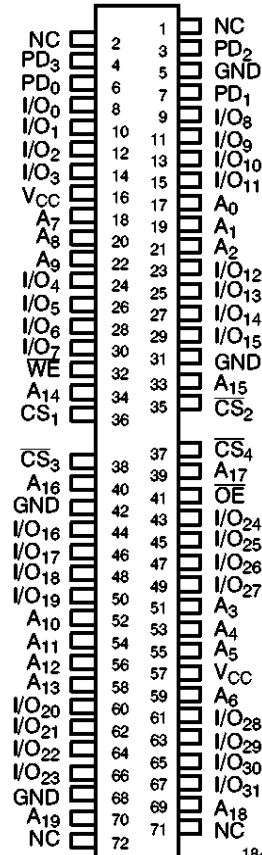 NC 2 1 NC
PD₃ 4 3 PD₂
PD₀ 6 5 GND
I/O₀ 8 7 PD₁
I/O₁ 10 9 I/O₈
I/O₂ 12 11 I/O₉
I/O₃ 14 13 I/O₁₀
V_CC 16 15 I/O₁₁
A₇ 18 17 A₀
A₈ 20 19 A₁
A₉ 22 21 A₂
I/O₄ 24 23 I/O₁₂
I/O₅ 26 25 I/O₁₃
I/O₆ 28 27 I/O₁₄
I/O₇ 30 29 I/O₁₅
W̅E̅ 32 31 GND
A₁₄ 34 33 A₁₅
CS₁ 36 35 C̅S̅₂
C̅S̅₃ 38 37 C̅S̅₄
A₁₆ 40 39 A₁₇
GND 42 41 O̅E̅
I/O₁₆ 44 43 I/O₂₄
I/O₁₇ 46 45 I/O₂₅
I/O₁₈ 48 47 I/O₂₆
I/O₁₉ 50 49 I/O₂₇
A₁₀ 52 51 A₃
A₁₁ 54 53 A₄
A₁₂ 56 55 A₅
A₁₃ 58 57 V_CC
I/O₂₀ 60 59 A₆
I/O₂₁ 62 61 I/O₂₈
I/O₂₂ 64 63 I/O₂₉
I/O₂₃ 66 65 I/O₃₀
GND 68 67 I/O₃₁
A₁₉ 70 69 A₁₈
NC 72 71 NC